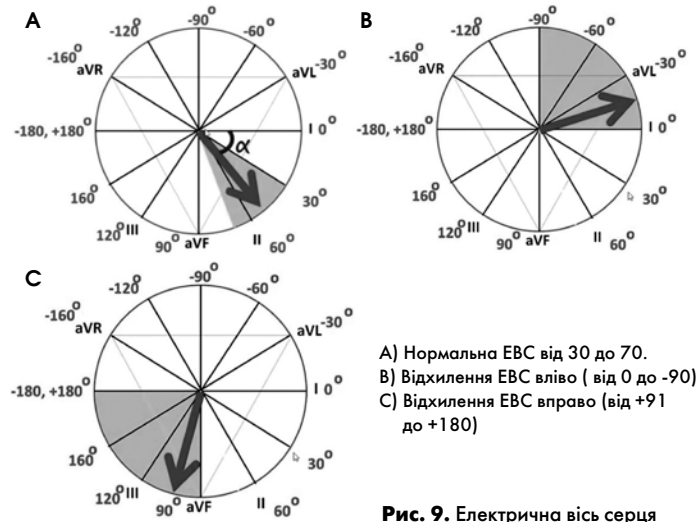 A
-90°
-120°
-60°
-160°
aVR
aVL
-30°
-180, +180°
I 0°
α
160°
30°
120°
III
90°
aVF
II
60°
B
-90°
-120°
-60°
-160°
aVR
aVL
-30°
-180, +180°
I 0°
160°
30°
120°
III
90°
aVF
II
60°
C
-90°
-120°
-60°
-160°
aVR
aVL
-30°
-180, +180°
I 0°
160°
30°
120°
III
90°
aVF
II
60°
A) Нормальна ЕВС від 30 до 70.
B) Відхилення ЕВС вліво ( від 0 до -90)
C) Відхилення ЕВС вправо (від +91
до +180)
Рис. 9. Електрична вісь серця